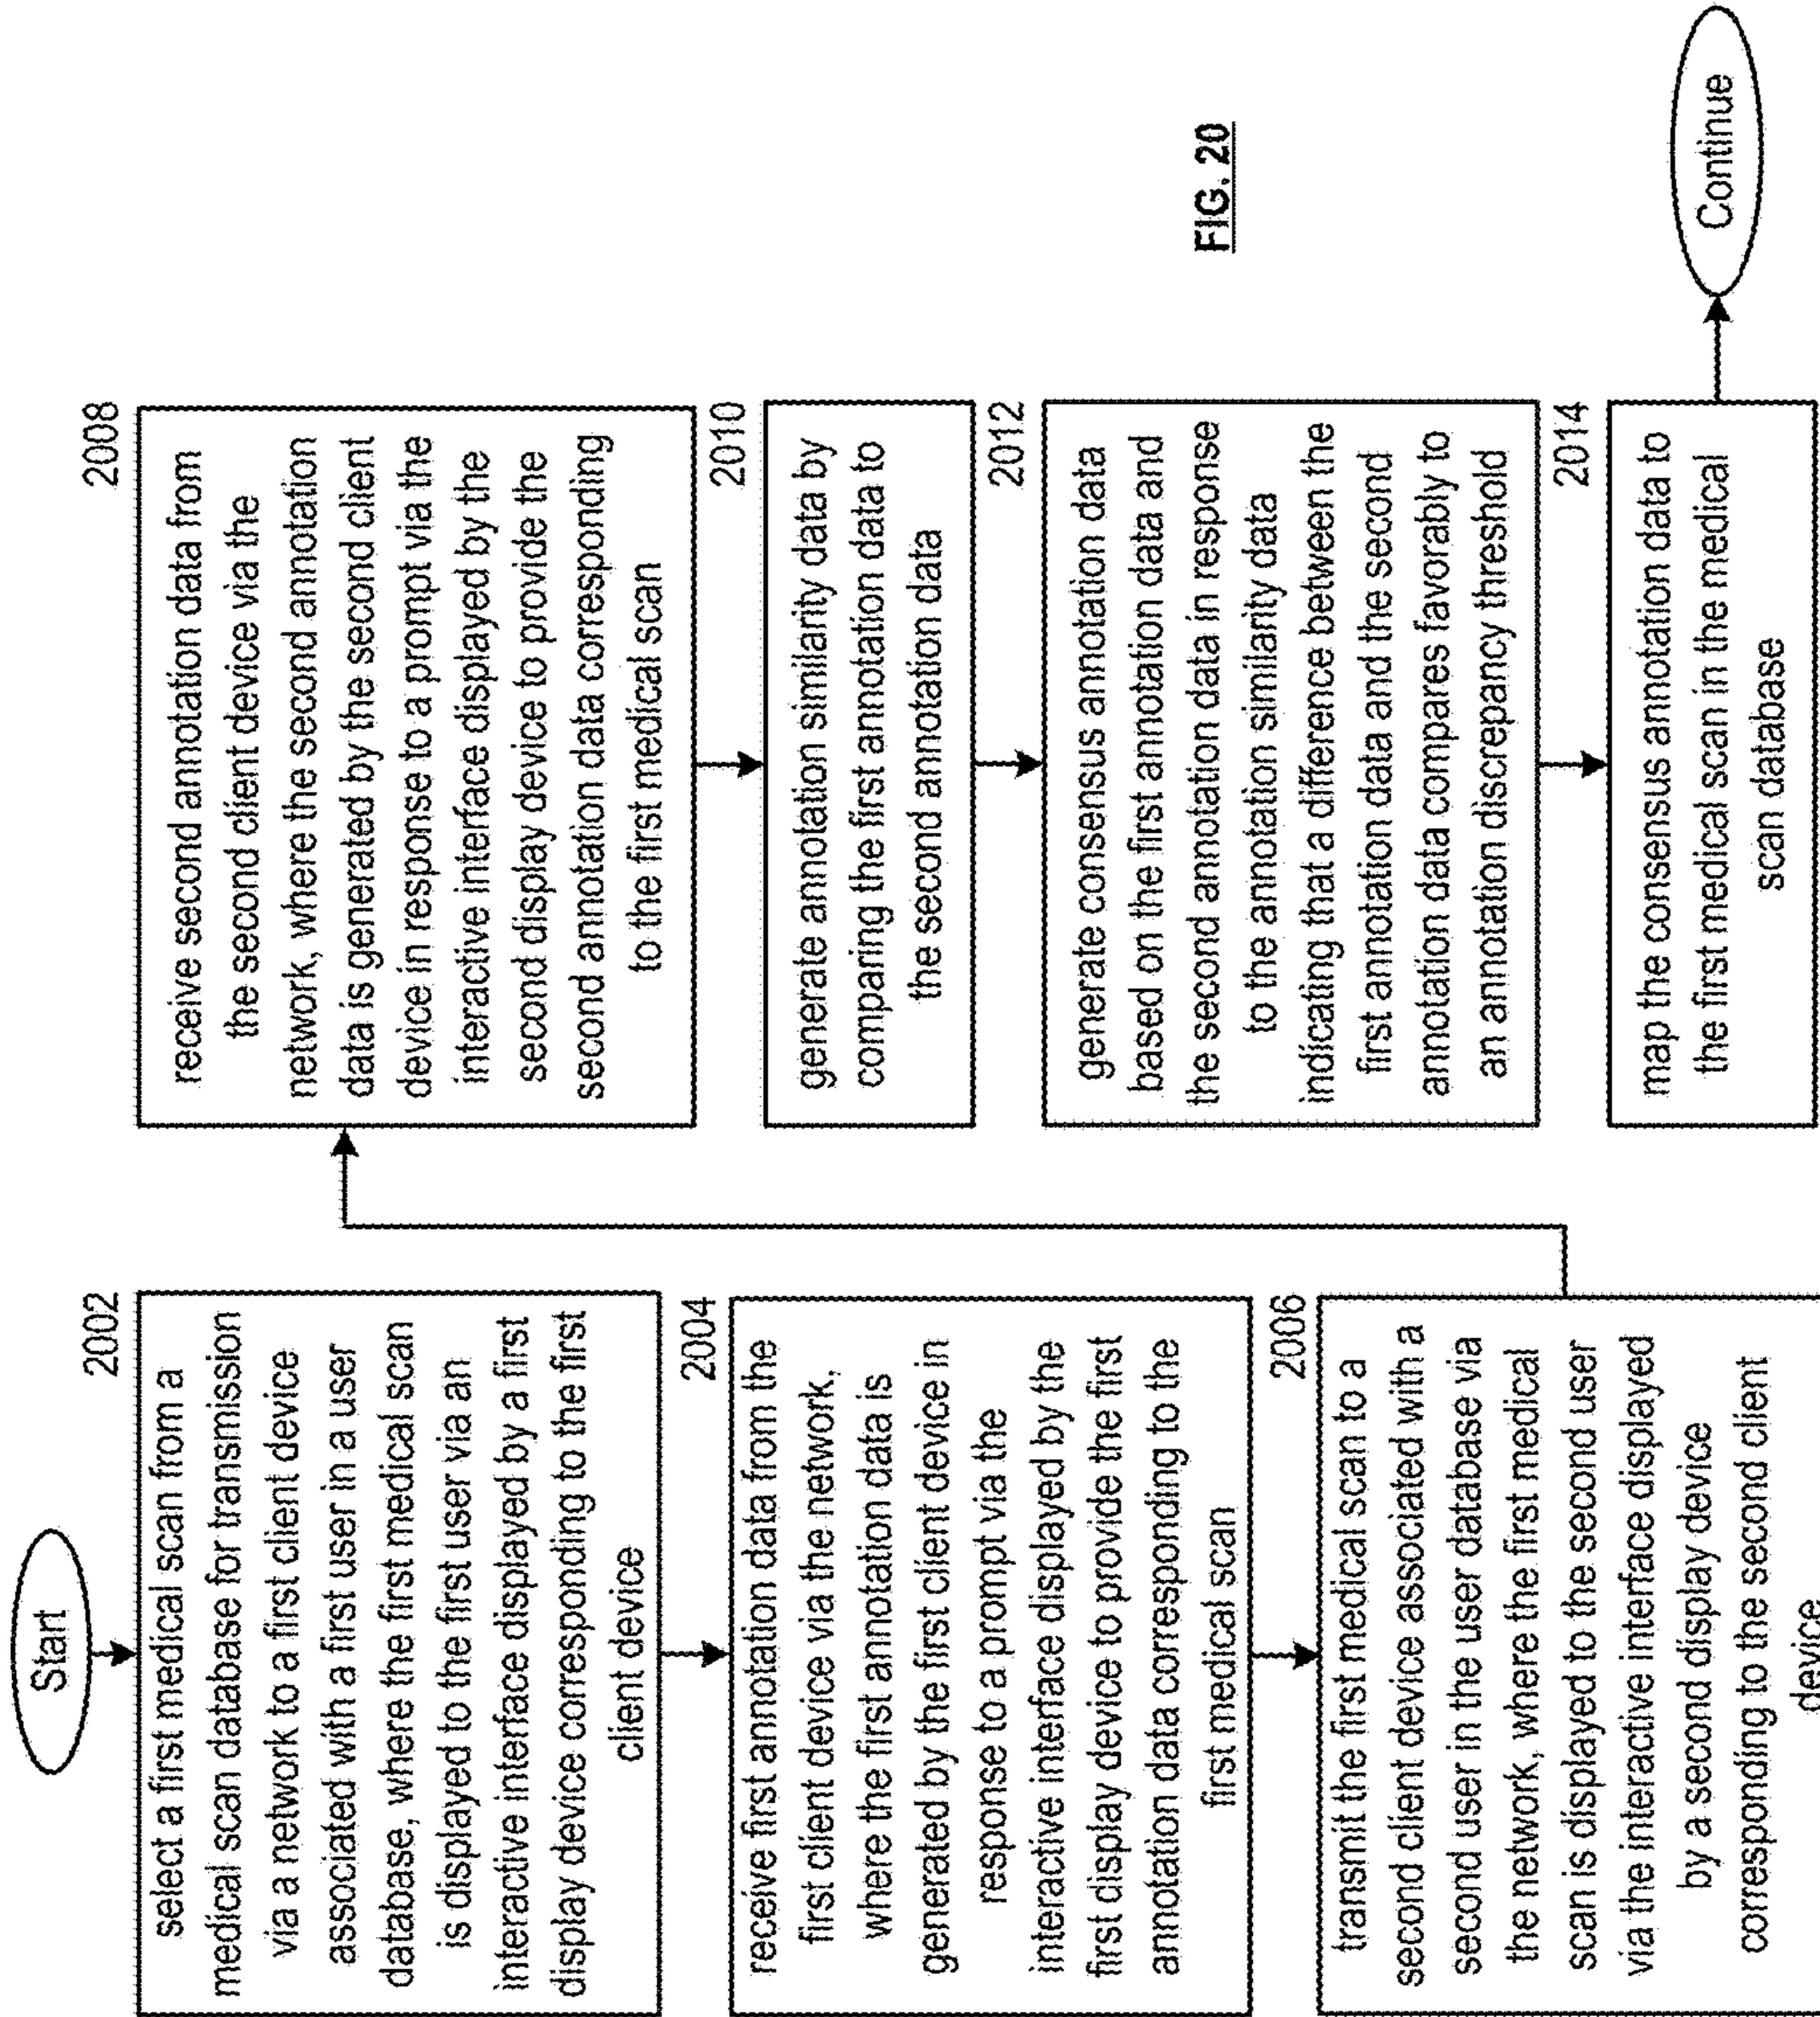 Start
2002
select a first medical scan from a
medical scan database for transmission
via a network to a first client device
associated with a first user in a user
database, where the first medical scan
is displayed to the first user via an
interactive interface displayed by a first
display device corresponding to the first
client device
2004
receive first annotation data from the
first client device via the network,
where the first annotation data is
generated by the first client device in
response to a prompt via the
interactive interface displayed by the
first display device to provide the first
annotation data corresponding to the
first medical scan
2006
transmit the first medical scan to a
second client device associated with a
second user in the user database via
the network, where the first medical
scan is displayed to the second user
via the interactive interface displayed
by a second display device
corresponding to the second client
device
2008
receive second annotation data from
the second client device via the
network, where the second annotation
data is generated by the second client
device in response to a prompt via the
interactive interface displayed by the
second display device to provide the
second annotation data corresponding
to the first medical scan
2010
generate annotation similarity data by
comparing the first annotation data to
the second annotation data
2012
generate consensus annotation data
based on the first annotation data and
the second annotation data in response
to the annotation similarity data
indicating that a difference between the
first annotation data and the second
annotation data compares favorably to
an annotation discrepancy threshold
2014
map the consensus annotation data to
the first medical scan in the medical
scan database
Continue
FIG. 20